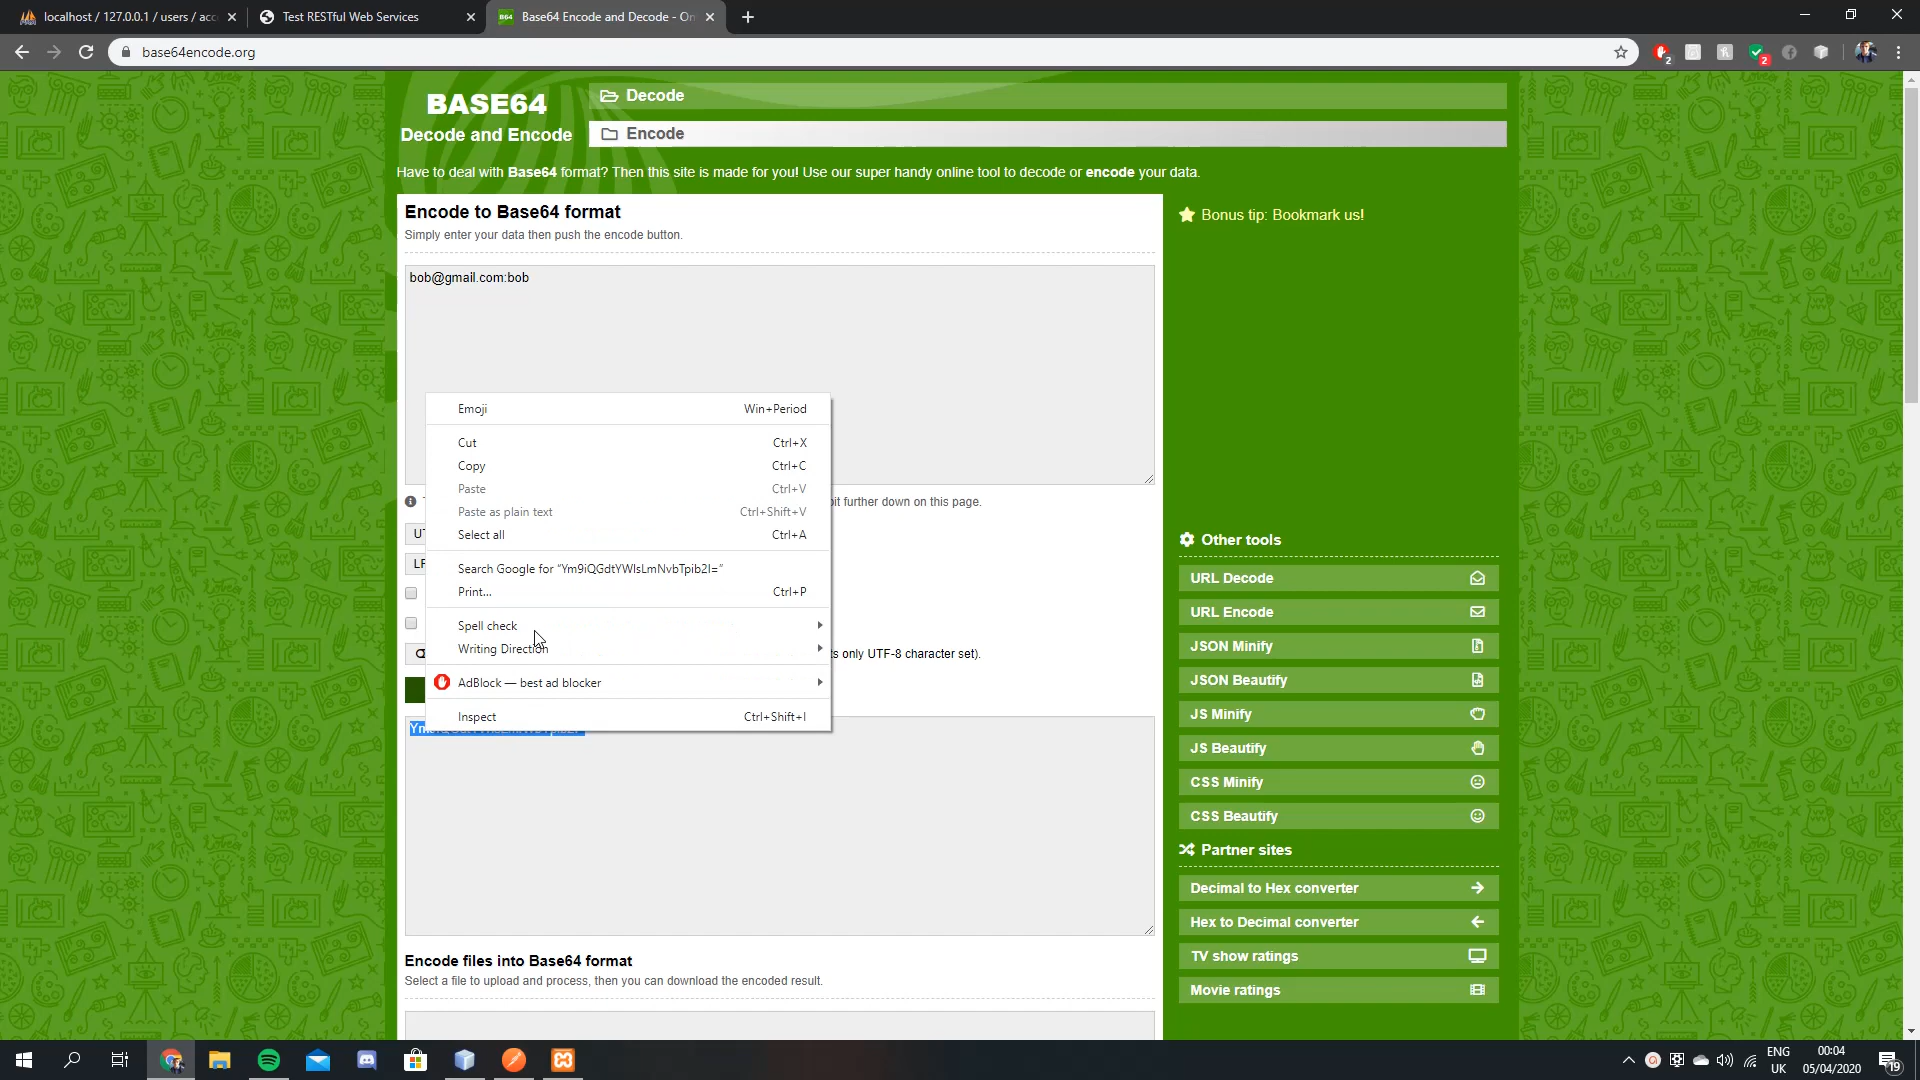 localhost / 127.0.0.1 / users / acc
Test RESTful Web Services
B64
Base64 Encode and Decode - On
base64encode.org
2
2
BASE64
Decode and Encode
Decode
Encode
Have to deal with Base64 format? Then this site is made for you! Use our super handy online tool to decode or encode your data.
Encode to Base64 format
Simply enter your data then push the encode button.
bob@gmail.com:bob
Emoji Win+Period
Cut Ctrl+X
Copy Ctrl+C
Paste Ctrl+V
Paste as plain text Ctrl+Shift+V
Select all Ctrl+A
Search Google for “Ym9iQGdtYWlsLmNvbTpib2I=”
Print... Ctrl+P
Spell check
Writing Direction
AdBlock — best ad blocker
Inspect Ctrl+Shift+I
bit further down on this page.
s only UTF-8 character set).
Encode files into Base64 format
Select a file to upload and process, then you can download the encoded result.
Bonus tip: Bookmark us!
Other tools
URL Decode
URL Encode
JSON Minify
JSON Beautify
JS Minify
JS Beautify
CSS Minify
CSS Beautify
Partner sites
Decimal to Hex converter
Hex to Decimal converter
TV show ratings
Movie ratings
ENG
UK
00:04
05/04/2020
19